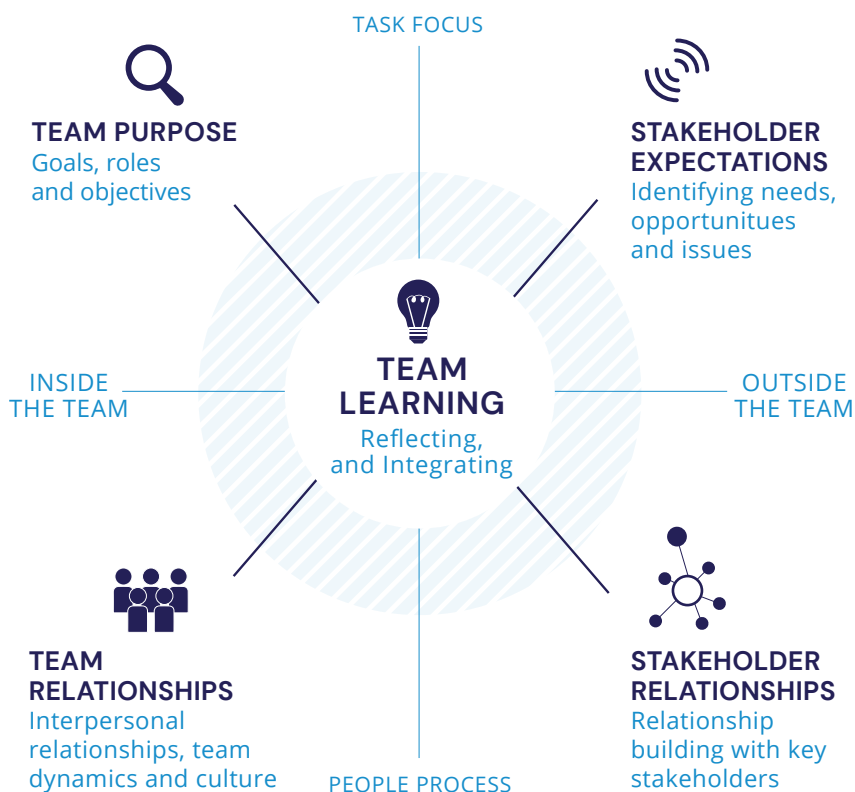 TASK FOCUS
TEAM PURPOSE
Goals, roles
and objectives
STAKEHOLDER
EXPECTATIONS
Identifying needs,
opportunitues
and issues
INSIDE
THE TEAM
TEAM
LEARNING
Reflecting,
and Integrating
OUTSIDE
THE TEAM
TEAM
RELATIONSHIPS
Interpersonal
relationships, team
dynamics and culture
STAKEHOLDER
RELATIONSHIPS
Relationship
building with key
stakeholders
PEOPLE PROCESS